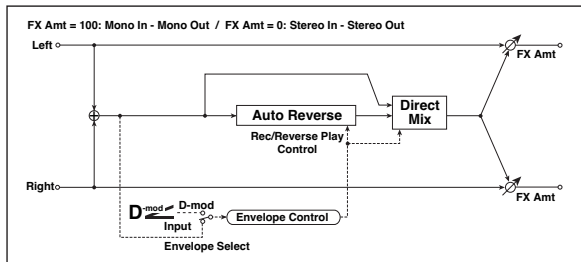 FX Amt = 100: Mono In - Mono Out / FX Amt = 0: Stereo In - Stereo Out
Left
FX Amt
Auto Reverse
Direct
Mix
Rec/Reverse Play
Control
Right
FX Amt
D-mod
D-mod
Input
Envelope Control
Envelope Select